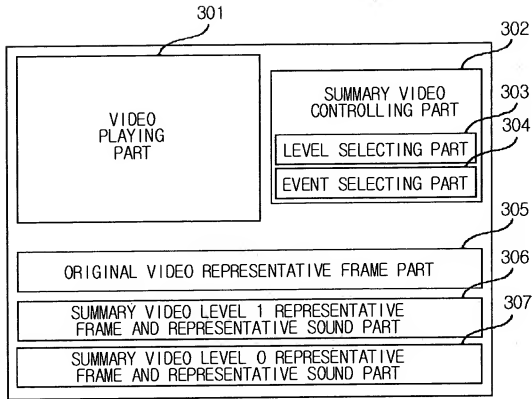 301
302
303
304
VIDEO
PLAYING
PART
SUMMARY VIDEO
CONTROLLING PART
LEVEL SELECTING PART
EVENT SELECTING PART
305
ORIGINAL VIDEO REPRESENTATIVE FRAME PART
306
SUMMARY VIDEO LEVEL 1 REPRESENTATIVE
FRAME AND REPRESENTATIVE SOUND PART
307
SUMMARY VIDEO LEVEL 0 REPRESENTATIVE
FRAME AND REPRESENTATIVE SOUND PART